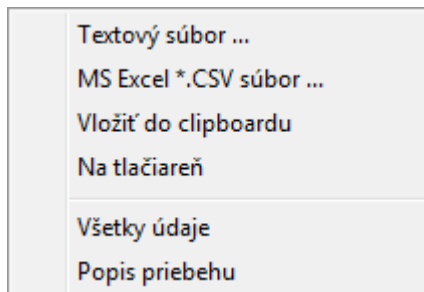 Textový súbor ...
MS Excel *.CSV súbor ...
Vložiť do clipboardu
Na tlačiareň
Všetky údaje
Popis priebehu